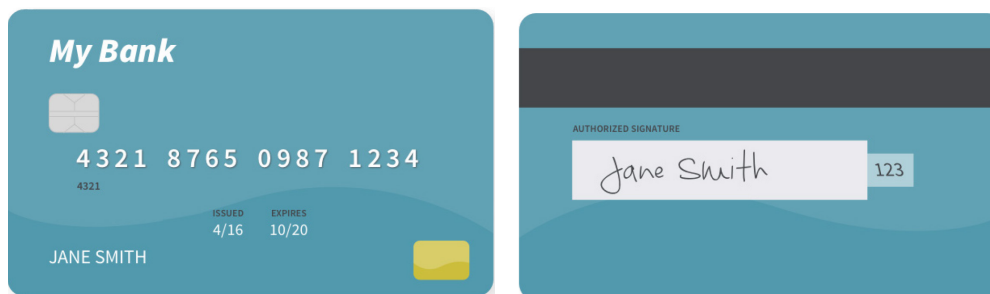 My Bank
4321 8765 0987 1234
4321
ISSUED EXPIRES
4/16 10/20
JANE SMITH
AUTHORIZED SIGNATURE
Jane Smith
123